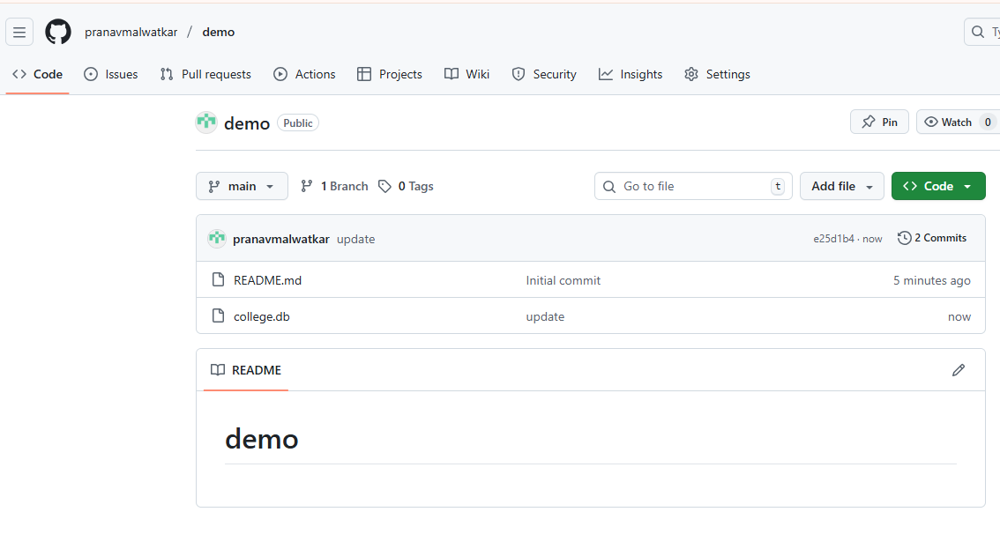 pranavmalwatkar / demo
Ty
Code Issues Pull requests Actions Projects Wiki Security Insights Settings
demo Public Pin Watch 0
main 1 Branch 0 Tags Go to file t Add file Code
pranavmalwatkar update e25d1b4 · now 2 Commits
README.md Initial commit 5 minutes ago
college.db update now
README
demo